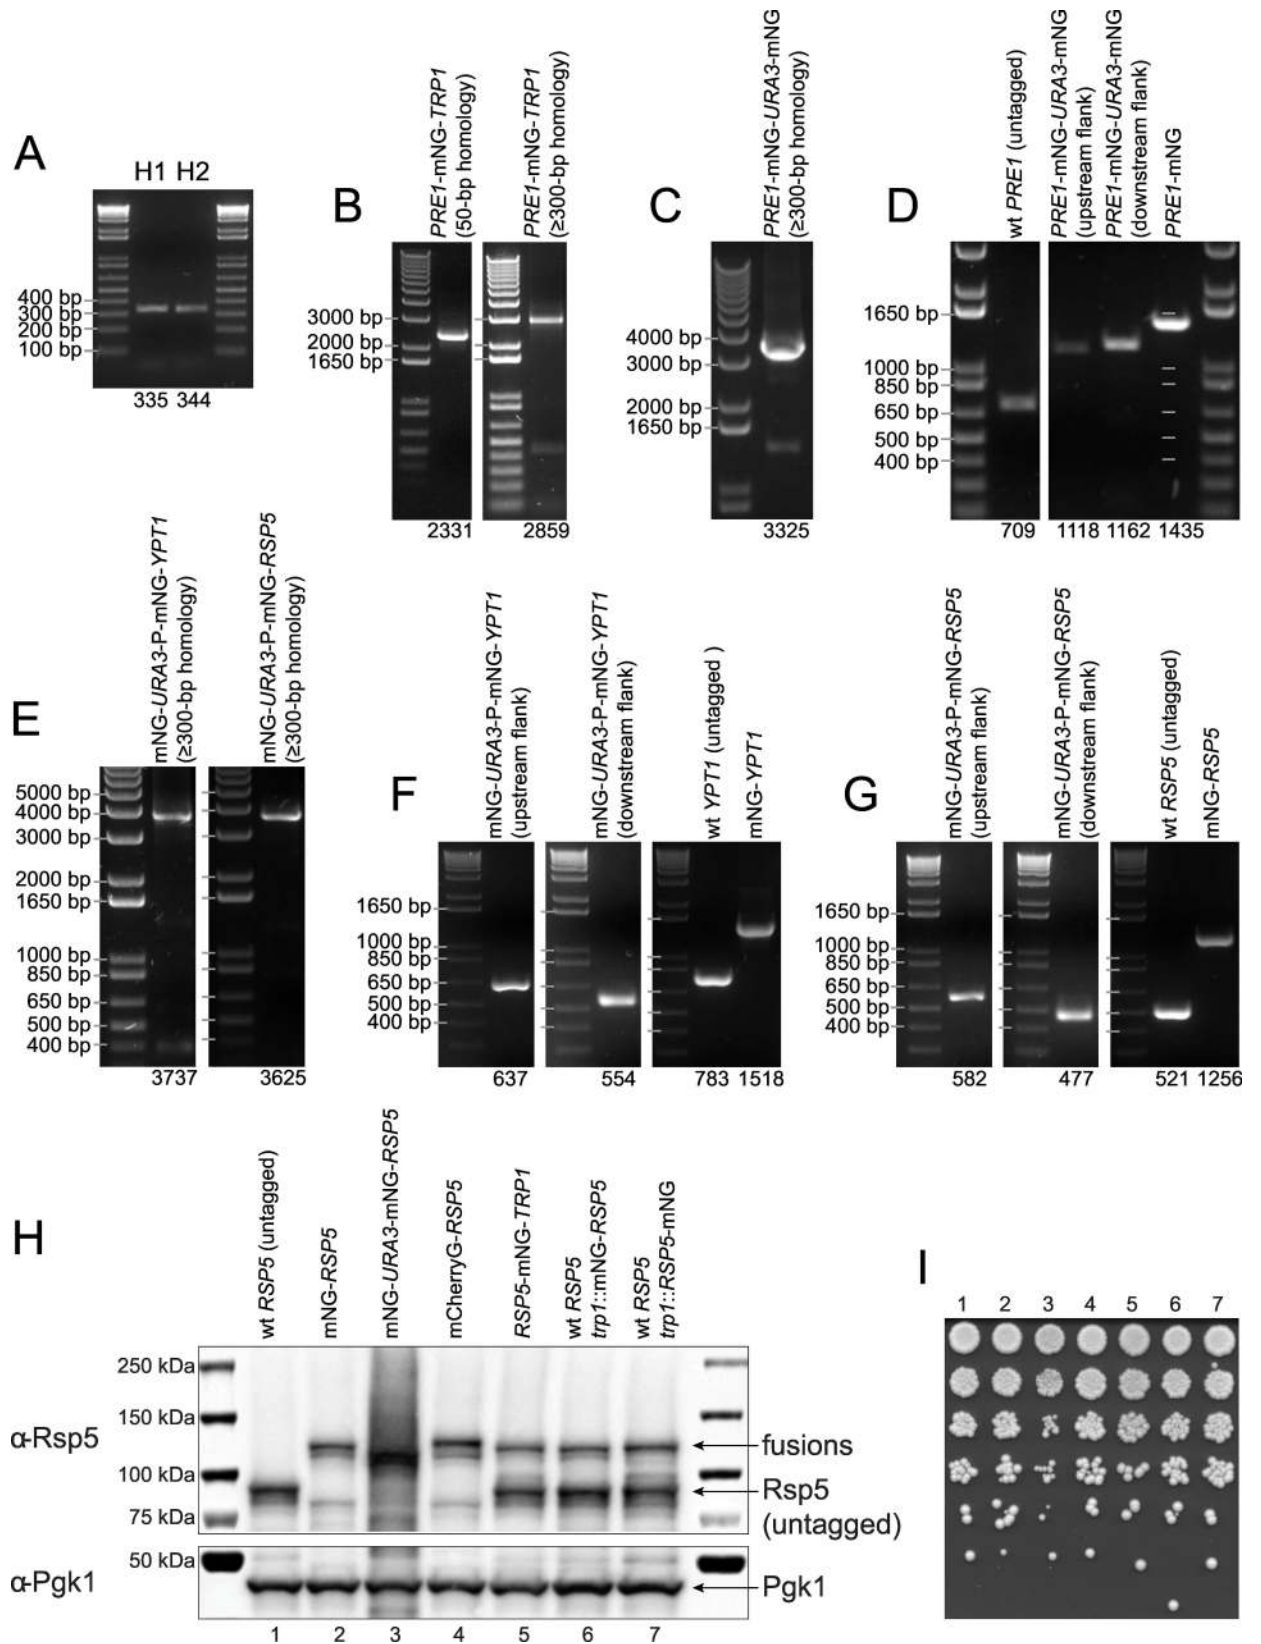 A
H1 H2
400 bp
300 bp
200 bp
100 bp
335 344
B
PRE1-mNG-TRP1
(50-bp homology)
PRE1-mNG-TRP1
(≥300-bp homology)
3000 bp
2000 bp
1650 bp
2331
2859
C
PRE1-mNG-URA3-mNG
(≥300-bp homology)
4000 bp
3000 bp
2000 bp
1650 bp
3325
D
wt PRE1 (untagged)
PRE1-mNG-URA3-mNG
(upstream flank)
PRE1-mNG-URA3-mNG
(downstream flank)
PRE1-mNG
1650 bp
1000 bp
850 bp
650 bp
500 bp
400 bp
709
1118 1162 1435
E
mNG-URA3-P-mNG-YPT1
(≥300-bp homology)
mNG-URA3-P-mNG-RSP5
(≥300-bp homology)
5000 bp
4000 bp
3000 bp
2000 bp
1650 bp
1000 bp
850 bp
650 bp
500 bp
400 bp
3737
3625
F
mNG-URA3-P-mNG-YPT1
(upstream flank)
mNG-URA3-P-mNG-YPT1
(downstream flank)
wt YPT1 (untagged )
mNG-YPT1
1650 bp
1000 bp
850 bp
650 bp
500 bp
400 bp
637
554
783 1518
G
mNG-URA3-P-mNG-RSP5
(upstream flank)
mNG-URA3-P-mNG-RSP5
(downstream flank)
wt RSP5 (untagged)
mNG-RSP5
1650 bp
1000 bp
850 bp
650 bp
500 bp
400 bp
582
477
521 1256
H
wt RSP5 (untagged)
mNG-RSP5
mNG-URA3-mNG-RSP5
mCherryG-RSP5
RSP5-mNG-TRP1
wt RSP5
trp1::mNG-RSP5
wt RSP5
trp1::RSP5-mNG
250 kDa
150 kDa
100 kDa
75 kDa
α-Rsp5
fusions
Rsp5
(untagged)
50 kDa
α-Pgk1
Pgk1
1 2 3 4 5 6 7
I
1 2 3 4 5 6 7